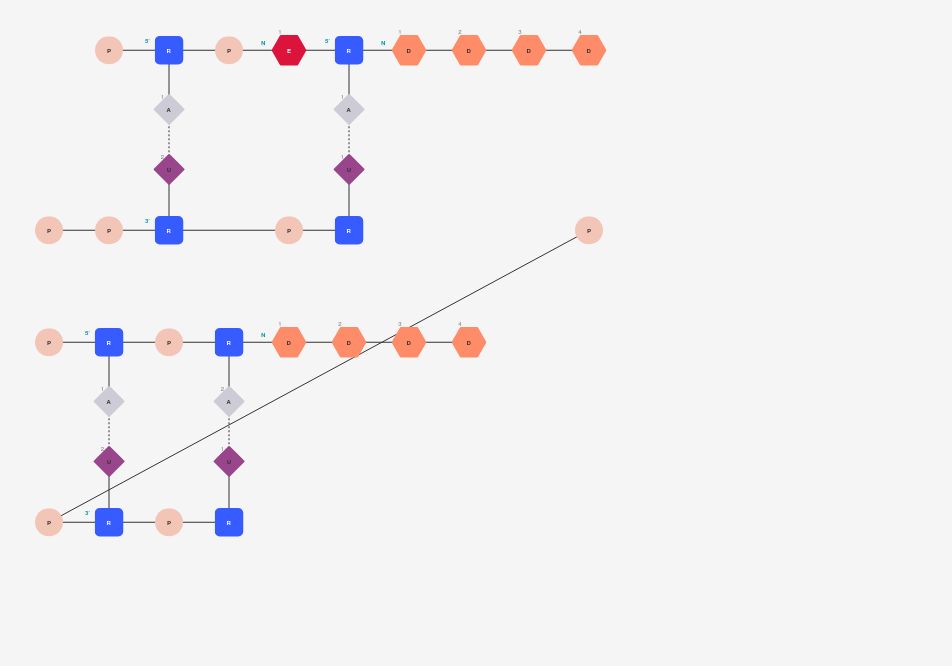 1 1 2 3 4
5' N 5' N
P R P E R D D D D
1 1
A A
2 1
U U
3'
P P R P R P
1 2 3 4
5' N
P R P R D D D D
1 2
A A
2 1
U U
3'
P R P R